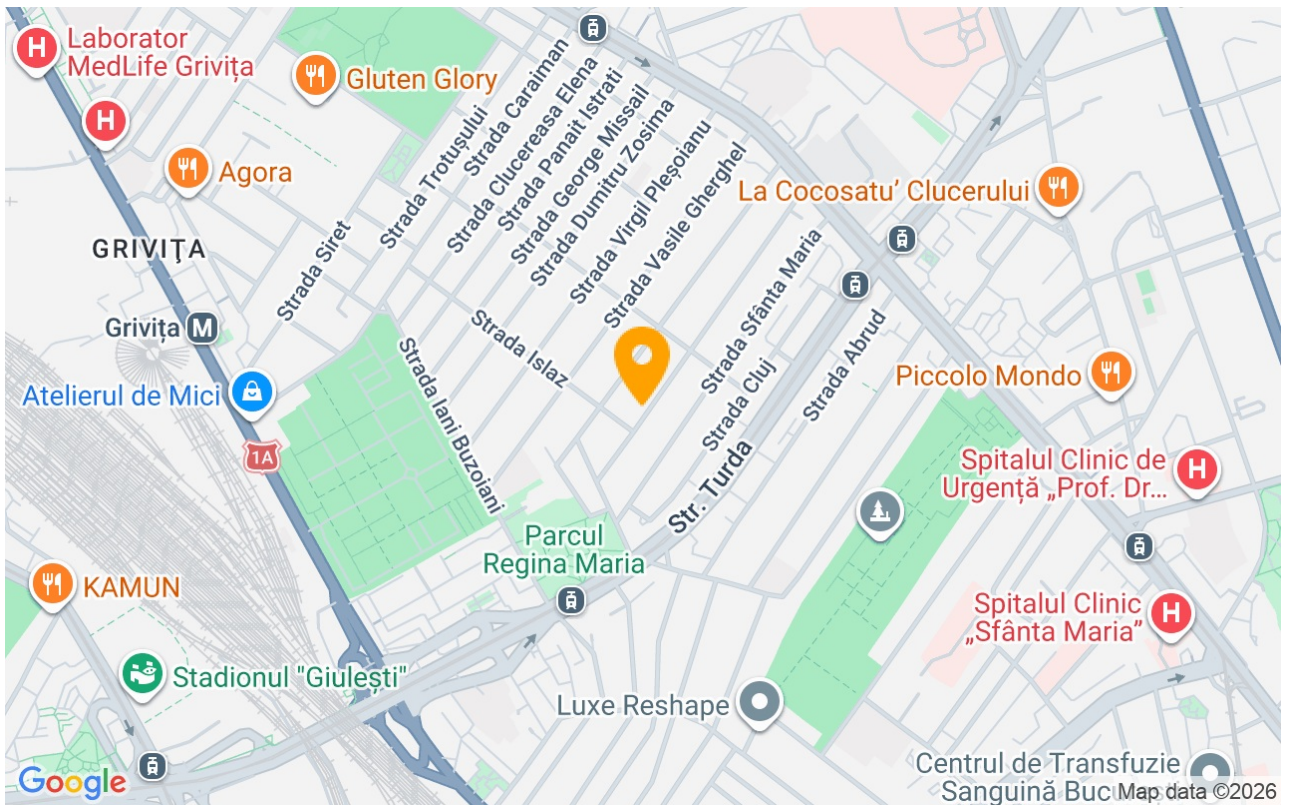 H
Laborator
MedLife Grivița
H
Gluten Glory
Agora
GRIVIŢA
Strada Siret
Strada Trotușului
Strada Caraiman
Strada Clucereasa Elena
Strada Panait Istrati
Strada George Missail
Strada Dumitru Zosima
Strada Virgil Pleșoianu
Strada Vasile Gherghel
La Cocosatu’ Clucerului
Grivița M
Strada Islaz
Strada Sfânta Maria
Strada Cluj
Strada Abrud
Piccolo Mondo
Atelierul de Mici
Strada Iani Buzoiani
1A
Str. Turda
Spitalul Clinic de
Urgență „Prof. Dr...
H
Parcul
Regina Maria
KAMUN
Spitalul Clinic
„Sfânta Maria”
H
Stadionul "Giulești"
Luxe Reshape
Centrul de Transfuzie
Sanguină Buc
Google
Map data ©2026